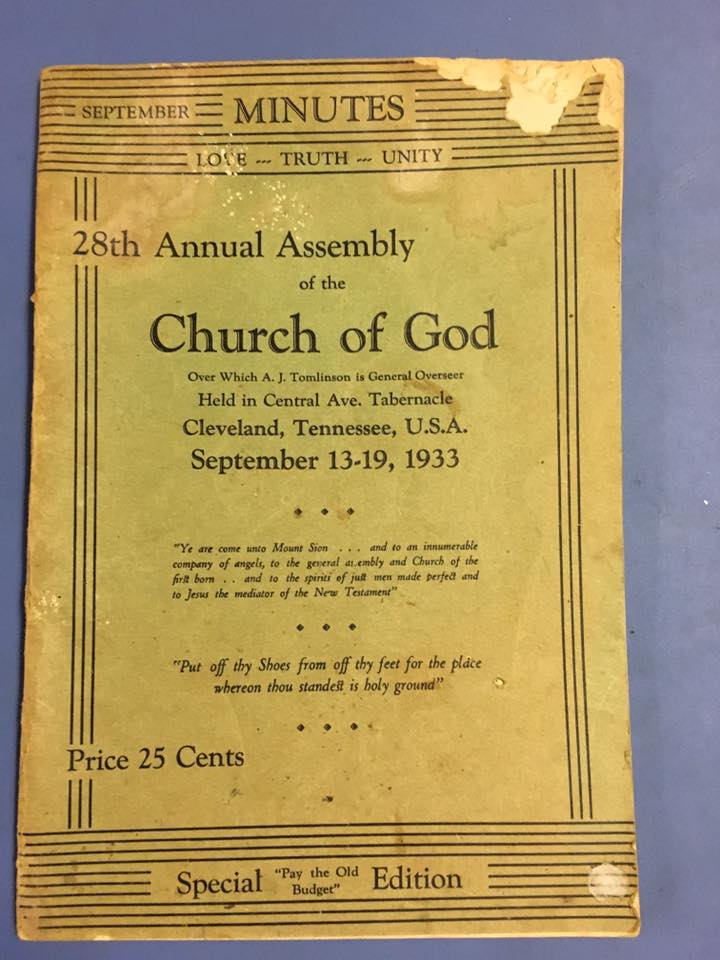 SEPTEMBER MINUTES
LOVE --- TRUTH --- UNITY
28th Annual Assembly
of the
Church of God
Over Which A. J. Tomlinson is General Overseer
Held in Central Ave. Tabernacle
Cleveland, Tennessee, U.S.A.
September 13-19, 1933
"Ye are come unto Mount Sion . . . and to an innumerable
company of angels, to the general assembly and Church of the
first born . . and to the spirits of just men made perfect and
to Jesus the mediator of the New Testament"
"Put off thy Shoes from off thy feet for the place
whereon thou standest is holy ground"
Price 25 Cents
Special "Pay the Old Budget" Edition